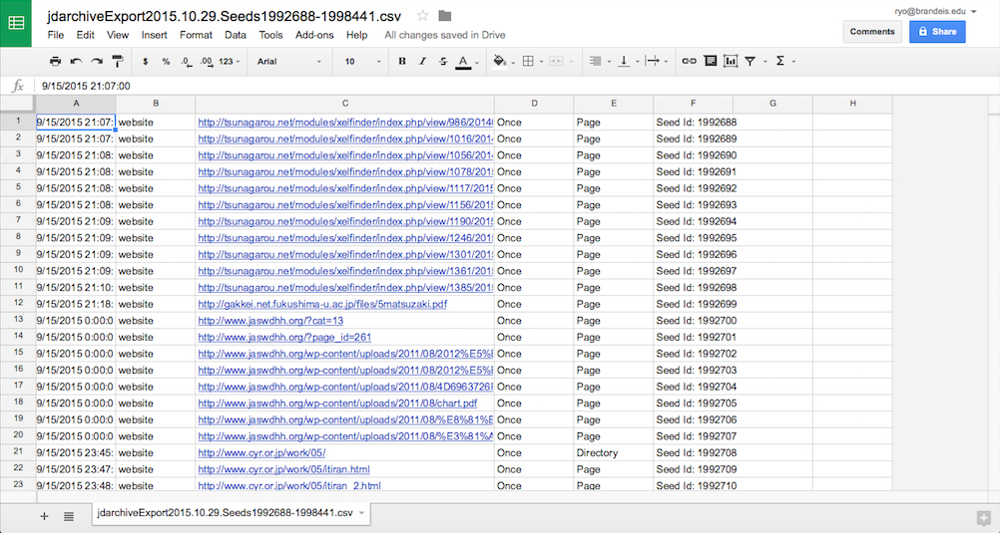 jdarchiveExport2015.10.29.Seeds1992688-1998441.csv
ryo@brandeis.edu
File Edit View Insert Format Data Tools Add-ons Help All changes saved in Drive
Comments Share
$ % .0 .00 123 Arial 10 B I S A
fx 9/15/2015 21:07:00
A B C D E F G H
1 9/15/2015 21:07: website http://tsunagarou.net/modules/xelfinder/index.php/view/986/2014 Once Page Seed Id: 1992688
2 9/15/2015 21:07: website http://tsunagarou.net/modules/xelfinder/index.php/view/1016/201 Once Page Seed Id: 1992689
3 9/15/2015 21:08: website http://tsunagarou.net/modules/xelfinder/index.php/view/1056/201 Once Page Seed Id: 1992690
4 9/15/2015 21:08: website http://tsunagarou.net/modules/xelfinder/index.php/view/1078/201 Once Page Seed Id: 1992691
5 9/15/2015 21:08: website http://tsunagarou.net/modules/xelfinder/index.php/view/1117/2015 Once Page Seed Id: 1992692
6 9/15/2015 21:08: website http://tsunagarou.net/modules/xelfinder/index.php/view/1156/201 Once Page Seed Id: 1992693
7 9/15/2015 21:09: website http://tsunagarou.net/modules/xelfinder/index.php/view/1190/201 Once Page Seed Id: 1992694
8 9/15/2015 21:09: website http://tsunagarou.net/modules/xelfinder/index.php/view/1246/201 Once Page Seed Id: 1992695
9 9/15/2015 21:09: website http://tsunagarou.net/modules/xelfinder/index.php/view/1301/201 Once Page Seed Id: 1992696
10 9/15/2015 21:09: website http://tsunagarou.net/modules/xelfinder/index.php/view/1361/201 Once Page Seed Id: 1992697
11 9/15/2015 21:10: website http://tsunagarou.net/modules/xelfinder/index.php/view/1385/201 Once Page Seed Id: 1992698
12 9/15/2015 21:18: website http://gakkei.net.fukushima-u.ac.jp/files/5matsuzaki.pdf Once Page Seed Id: 1992699
13 9/15/2015 0:00:0 website http://www.jaswdhh.org/?cat=13 Once Page Seed Id: 1992700
14 9/15/2015 0:00:0 website http://www.jaswdhh.org/?page_id=261 Once Page Seed Id: 1992701
15 9/15/2015 0:00:0 website http://www.jaswdhh.org/wp-content/uploads/2011/08/2012%E5% Once Page Seed Id: 1992702
16 9/15/2015 0:00:0 website http://www.jaswdhh.org/wp-content/uploads/2011/08/2012%E5% Once Page Seed Id: 1992703
17 9/15/2015 0:00:0 website http://www.jaswdhh.org/wp-content/uploads/2011/08/4D6963726 Once Page Seed Id: 1992704
18 9/15/2015 0:00:0 website http://www.jaswdhh.org/wp-content/uploads/2011/08/chart.pdf Once Page Seed Id: 1992705
19 9/15/2015 0:00:0 website http://www.jaswdhh.org/wp-content/uploads/2011/08/%E8%81% Once Page Seed Id: 1992706
20 9/15/2015 0:00:0 website http://www.jaswdhh.org/wp-content/uploads/2011/08/%E3%81% Once Page Seed Id: 1992707
21 9/15/2015 23:45: website http://www.cyr.or.jp/work/05/ Once Directory Seed Id: 1992708
22 9/15/2015 23:47: website http://www.cyr.or.jp/work/05/itiran.html Once Page Seed Id: 1992709
23 9/15/2015 23:48: website http://www.cyr.or.jp/work/05/itiran_2.html Once Page Seed Id: 1992710
jdarchiveExport2015.10.29.Seeds1992688-1998441.csv